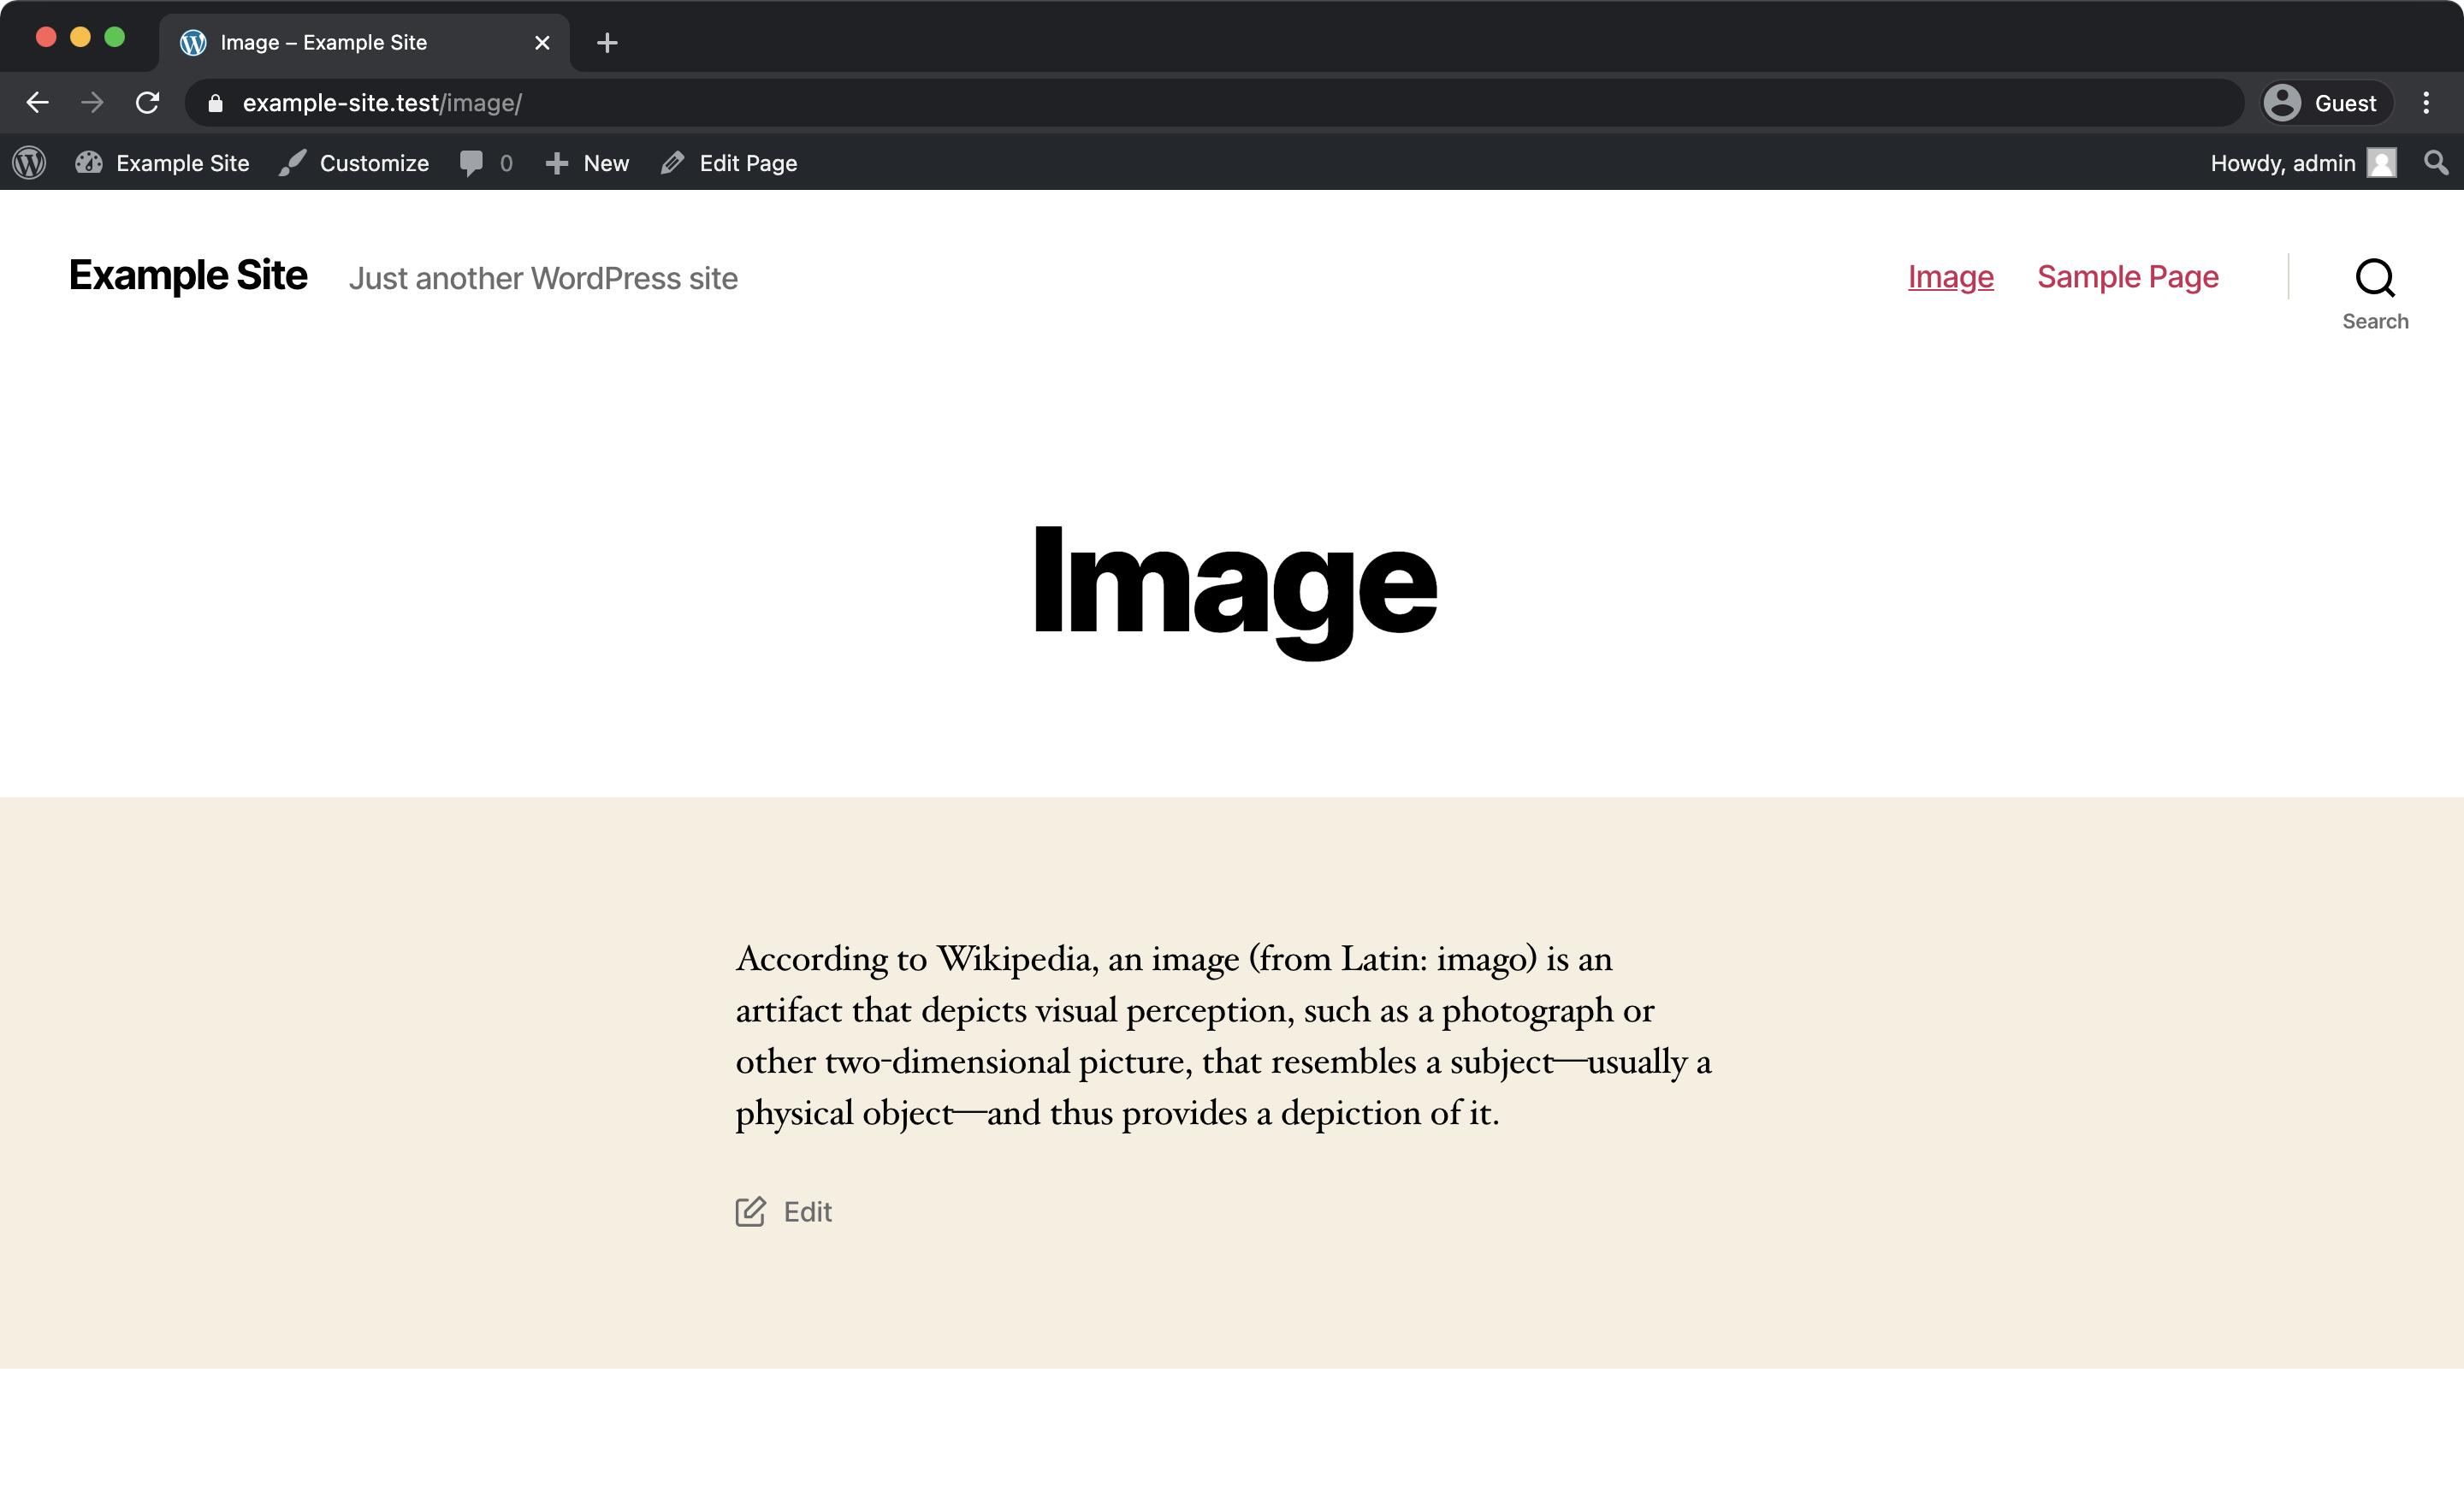 Image – Example Site
example-site.test/image/
Guest
Example Site
Customize
0
New
Edit Page
Howdy, admin
Example Site
Just another WordPress site
Image
Sample Page
Search
Image
According to Wikipedia, an image (from Latin: imago) is an
artifact that depicts visual perception, such as a photograph or
other two-dimensional picture, that resembles a subject—usually a
physical object—and thus provides a depiction of it.
Edit